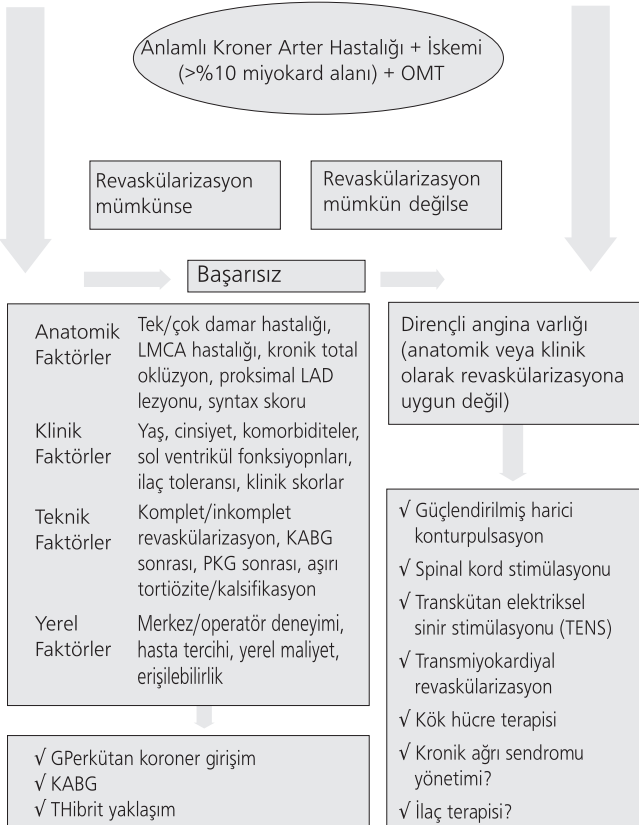 Anlamlı Kroner Arter Hastalığı + İskemi
(>%10 miyokard alanı) + OMT
Revaskülarizasyon
mümkünse
Revaskülarizasyon
mümkün değilse
Başarısız
Anatomik
Faktörler
Tek/çok damar hastalığı,
LMCA hastalığı, kronik total
oklüzyon, proksimal LAD
lezyonu, syntax skoru
Klinik
Faktörler
Yaş, cinsiyet, komorbiditeler,
sol ventrikül fonksiyopnları,
ilaç toleransı, klinik skorlar
Teknik
Faktörler
Komplet/inkomplet
revaskülarizasyon, KABG
sonrası, PKG sonrası, aşırı
tortiözite/kalsifikasyon
Yerel
Faktörler
Merkez/operatör deneyimi,
hasta tercihi, yerel maliyet,
erişilebilirlik
√ GPerkütan koroner girişim
√ KABG
√ THibrit yaklaşım
Dirençli angina varlığı
(anatomik veya klinik
olarak revaskülarizasyona
uygun değil)
√ Güçlendirilmiş harici
konturpulsasyon
√ Spinal kord stimülasyonu
√ Transkütan elektriksel
sinir stimülasyonu (TENS)
√ Transmiyokardiyal
revaskülarizasyon
√ Kök hücre terapisi
√ Kronik ağrı sendromu
yönetimi?
√ İlaç terapisi?